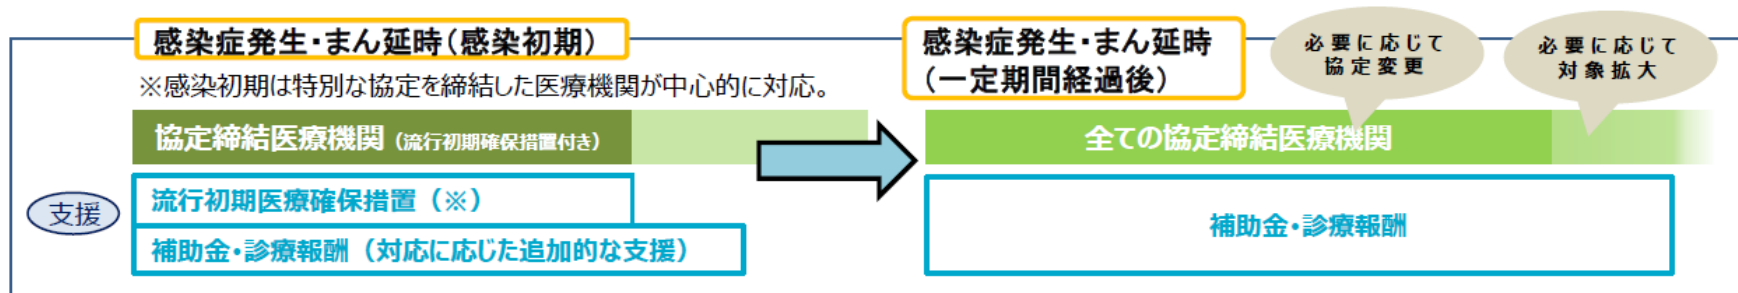 感染症発生・まん延時(感染初期)
※感染初期は特別な協定を締結した医療機関が中心的に対応。
協定締結医療機関(流行初期確保措置付き)
支援
流行初期医療確保措置(※)
補助金・診療報酬(対応に応じた追加的な支援)
感染症発生・まん延時
(一定期間経過後)
必要に応じて
協定変更
必要に応じて
対象拡大
全ての協定締結医療機関
補助金・診療報酬